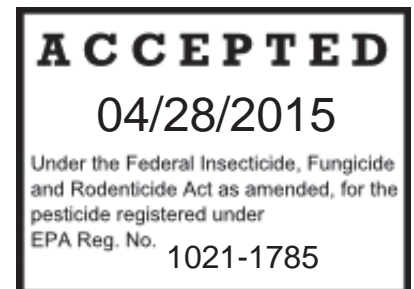 ACCEPTED
04/28/2015
Under the Federal Insecticide, Fungicide
and Rodenticide Act as amended, for the
pesticide registered under
EPA Reg. No. 1021-1785